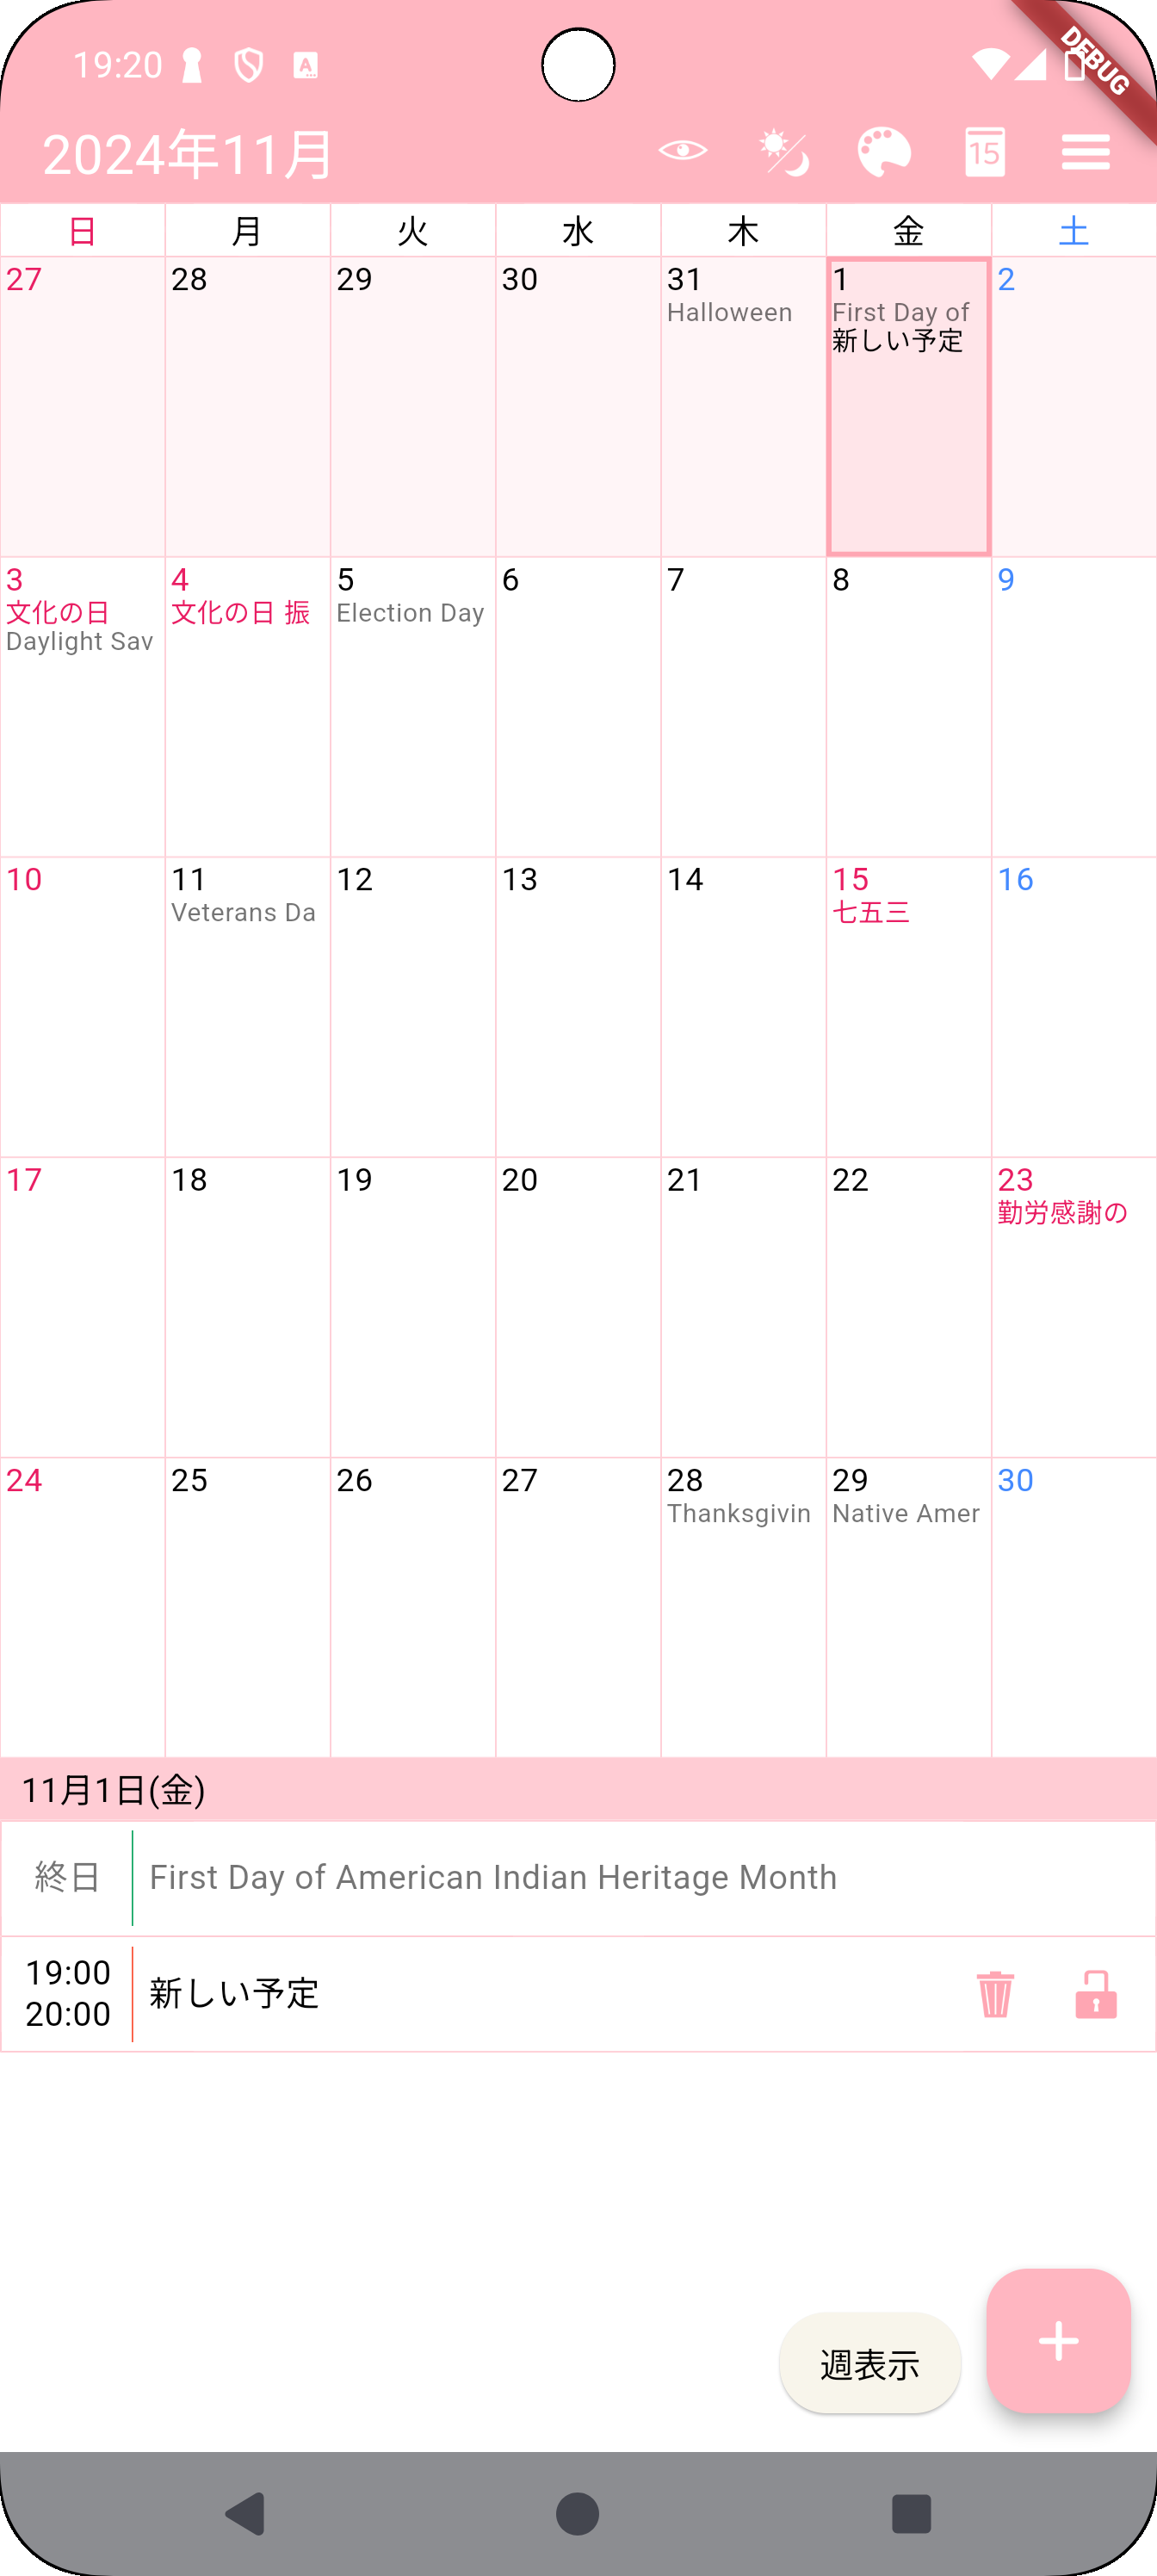 19:20
A
DEBUG
2024年11月
15
日 月 火 水 木 金 土
27 28 29 30 31 1 2
Halloween First Day of
新しい予定
3 4 5 6 7 8 9
文化の日 文化の日 振 Election Day
Daylight Sav
10 11 12 13 14 15 16
Veterans Da 七五三
17 18 19 20 21 22 23
勤労感謝の
24 25 26 27 28 29 30
Thanksgivin Native Amer
11月1日(金)
終日 First Day of American Indian Heritage Month
19:00
新しい予定
20:00
週表示